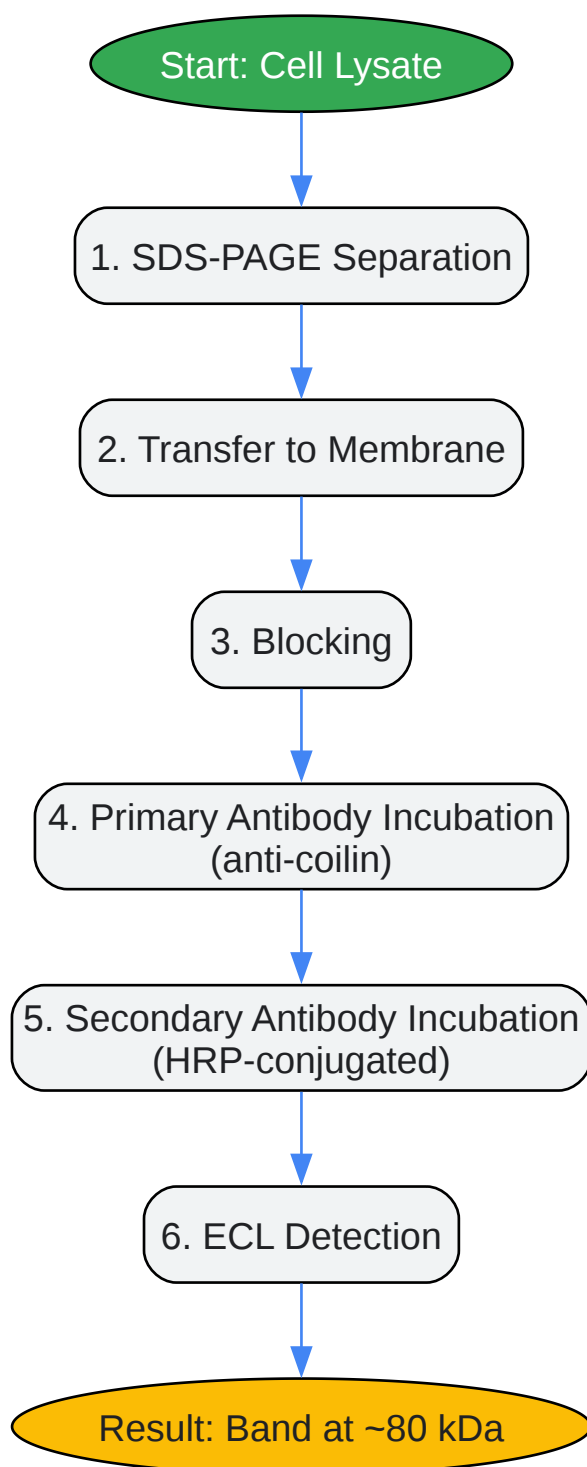 Start: Cell Lysate
1. SDS-PAGE Separation
2. Transfer to Membrane
3. Blocking
4. Primary Antibody Incubation
(anti-coilin)
5. Secondary Antibody Incubation
(HRP-conjugated)
6. ECL Detection
Result: Band at ~80 kDa